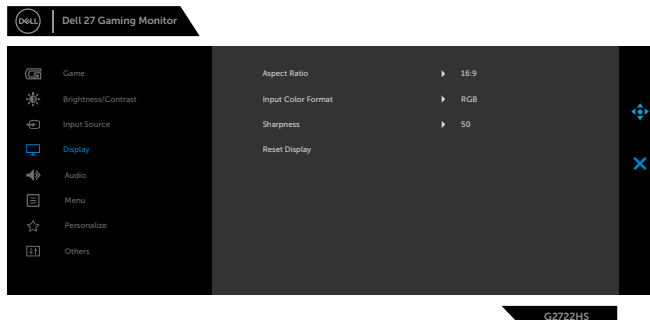 DELL
Dell 27 Gaming Monitor
Game
Brightness/Contrast
Input Source
Display
Audio
Menu
Personalize
Others
Aspect Ratio 16:9
Input Color Format RGB
Sharpness 50
Reset Display
G2722HS